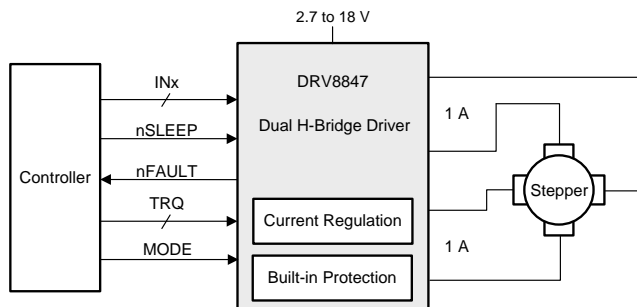 2.7 to 18 V
DRV8847
Dual H-Bridge Driver
Controller
INx
nSLEEP
nFAULT
TRQ
MODE
Current Regulation
Built-in Protection
1 A
1 A
Stepper